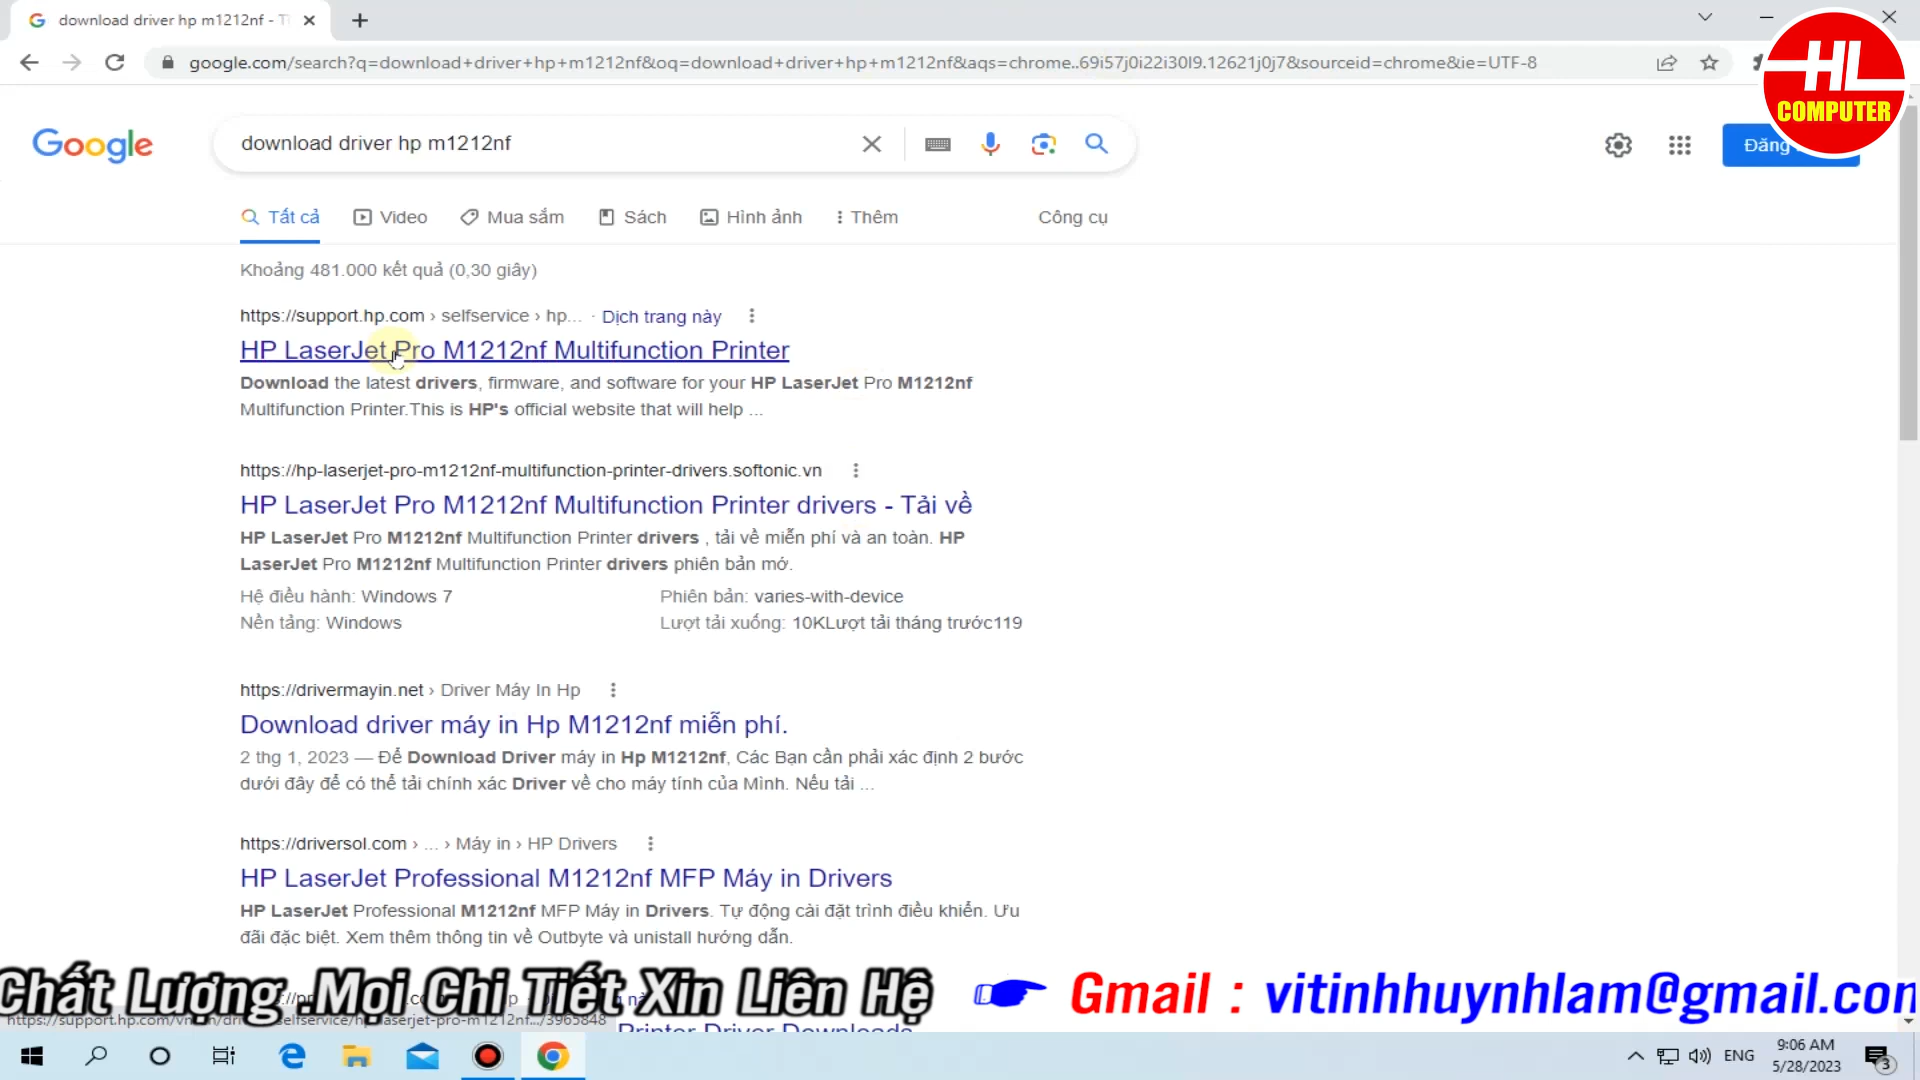 download driver hp m1212nf - T
google.com/search?q=download+driver+hp+m1212nf&oq=download+driver+hp+m1212nf&aqs=chrome..69i57j0i22i30l9.12621j0j7&sourceid=chrome&ie=UTF-8
HL
COMPUTER
Google
download driver hp m1212nf
Đăng
Tất cả
Video
Mua sắm
Sách
Hình ảnh
Thêm
Công cụ
Khoảng 481.000 kết quả (0,30 giây)
https://support.hp.com › selfservice › hp... · Dịch trang này
HP LaserJet Pro M1212nf Multifunction Printer
Download the latest drivers, firmware, and software for your HP LaserJet Pro M1212nf
Multifunction Printer.This is HP's official website that will help ...
https://hp-laserjet-pro-m1212nf-multifunction-printer-drivers.softonic.vn
HP LaserJet Pro M1212nf Multifunction Printer drivers - Tải về
HP LaserJet Pro M1212nf Multifunction Printer drivers , tải về miễn phí và an toàn. HP
LaserJet Pro M1212nf Multifunction Printer drivers phiên bản mớ.
Hệ điều hành: Windows 7
Phiên bản: varies-with-device
Nền tảng: Windows
Lượt tải xuống: 10KLượt tải tháng trước119
https://drivermayin.net › Driver Máy In Hp
Download driver máy in Hp M1212nf miễn phí.
2 thg 1, 2023 — Để Download Driver máy in Hp M1212nf, Các Bạn cần phải xác định 2 bước
dưới đây để có thể tải chính xác Driver về cho máy tính của Mình. Nếu tải ...
https://driversol.com › ... › Máy in › HP Drivers
HP LaserJet Professional M1212nf MFP Máy in Drivers
HP LaserJet Professional M1212nf MFP Máy in Drivers. Tự động cài đặt trình điều khiển. Ưu
đãi đặc biệt. Xem thêm thông tin về Outbyte và unistall hướng dẫn.
Chất Lượng .Mọi Chi Tiết Xin Liên Hệ
Gmail : vitinhhuynhlam@gmail.com
Printer Driver Downloads
ENG
9:06 AM
5/28/2023
3